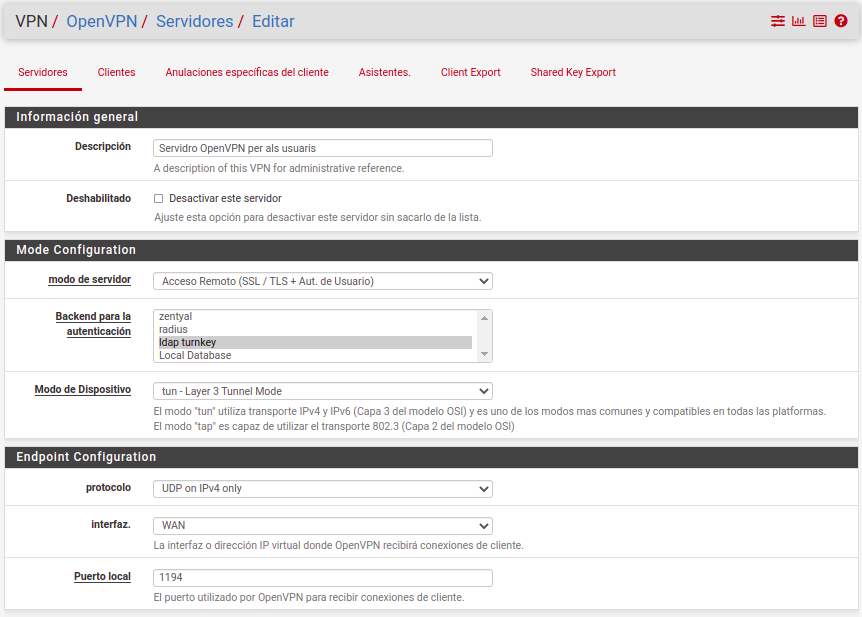 VPN / OpenVPN / Servidores / Editar
Servidores Clientes Anulaciones específicas del cliente Asistentes. Client Export Shared Key Export
Información general
Descripción Servidro OpenVPN per als usuaris
A description of this VPN for administrative reference.
Deshabilitado Desactivar este servidor
Ajuste esta opción para desactivar este servidor sin sacarlo de la lista.
Mode Configuration
modo de servidor Acceso Remoto (SSL / TLS + Aut. de Usuario)
Backend para la
autenticación
zentyal
radius
ldap turnkey
Local Database
Modo de Dispositivo tun - Layer 3 Tunnel Mode
El modo "tun" utiliza transporte IPv4 y IPv6 (Capa 3 del modelo OSI) y es uno de los modos mas comunes y compatibles en todas las platformas.
El modo "tap" es capaz de utilizar el transporte 802.3 (Capa 2 del modelo OSI)
Endpoint Configuration
protocolo UDP on IPv4 only
interfaz. WAN
La interfaz o dirección IP virtual donde OpenVPN recibirá conexiones de cliente.
Puerto local 1194
El puerto utilizado por OpenVPN para recibir conexiones de cliente.